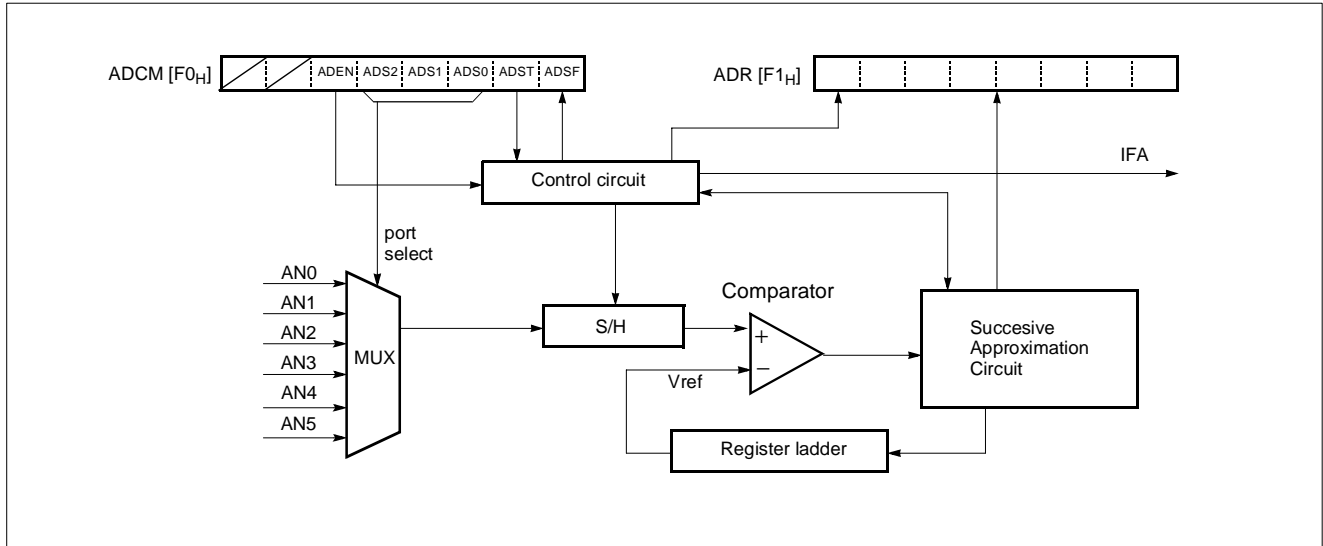 ADCM [F0H]
ADEN ADS2 ADS1 ADS0 ADST ADSF
ADR [F1H]
IFA
Control circuit
port
select
AN0
AN1
AN2
AN3
AN4
AN5
MUX
S/H
Comparator
+
−
Vref
Succesive
Approximation
Circuit
Register ladder